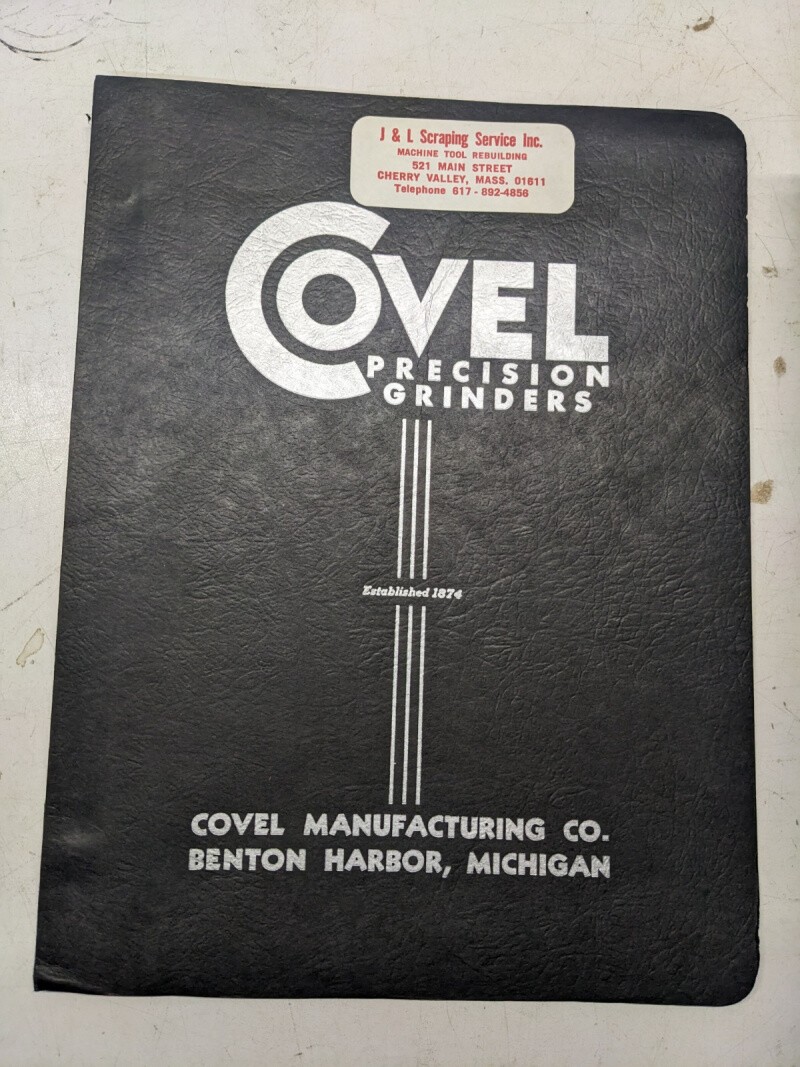 J & L Scraping Service Inc.
MACHINE TOOL REBUILDING
521 MAIN STREET
CHERRY VALLEY, MASS. 01611
Telephone 617 - 892-4856
COVEL
PRECISION
GRINDERS
Established 1874
COVEL MANUFACTURING CO.
BENTON HARBOR, MICHIGAN